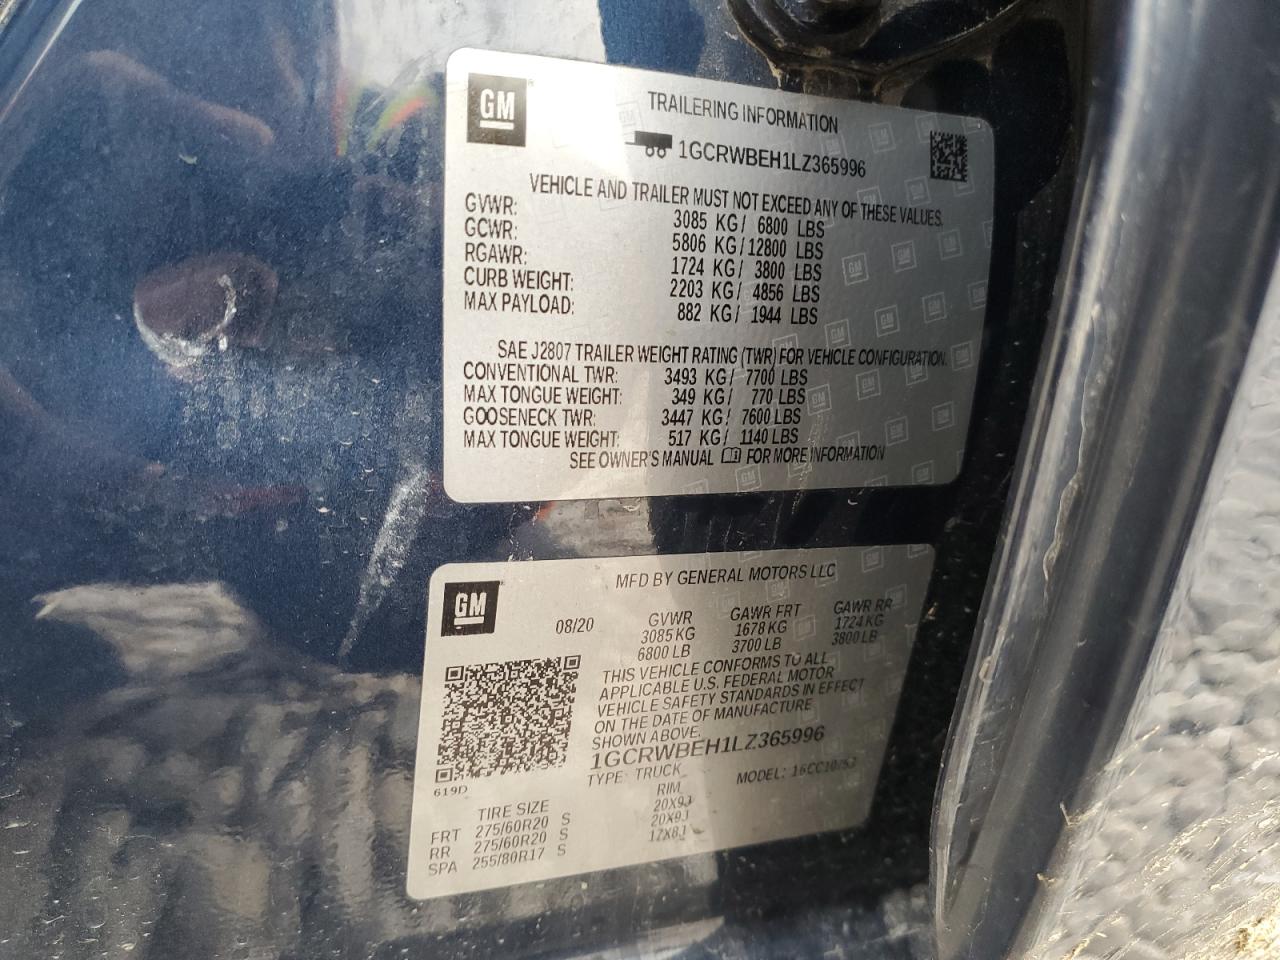 GM
TRAILERING INFORMATION
1GCRWBEH1LZ365996
VEHICLE AND TRAILER MUST NOT EXCEED ANY OF THESE VALUES.
GVWR: 3085 KG/ 6800 LBS
GCWR: 5806 KG/12800 LBS
RGAWR: 1724 KG/ 3800 LBS
CURB WEIGHT: 2203 KG/ 4856 LBS
MAX PAYLOAD: 882 KG/ 1944 LBS
SAE J2807 TRAILER WEIGHT RATING (TWR) FOR VEHICLE CONFIGURATION.
CONVENTIONAL TWR: 3493 KG/ 7700 LBS
MAX TONGUE WEIGHT: 349 KG/ 770 LBS
GOOSENECK TWR: 3447 KG/ 7600 LBS
MAX TONGUE WEIGHT: 517 KG/ 1140 LBS
SEE OWNER'S MANUAL FOR MORE INFORMATION
GM
MFD BY GENERAL MOTORS LLC
08/20 GVWR GAWR FRT GAWR RR
3085 KG 1678 KG 1724 KG
6800 LB 3700 LB 3800 LB
THIS VEHICLE CONFORMS TO ALL
APPLICABLE U.S. FEDERAL MOTOR
VEHICLE SAFETY STANDARDS IN EFFECT
ON THE DATE OF MANUFACTURE
SHOWN ABOVE.
1GCRWBEH1LZ365996
619D
TYPE: TRUCK MODEL:
TIRE SIZE RIM
FRT 275/60R20 S 20X9J
RR 275/60R20 S 20X9J
SPA 255/80R17 S 17X8J